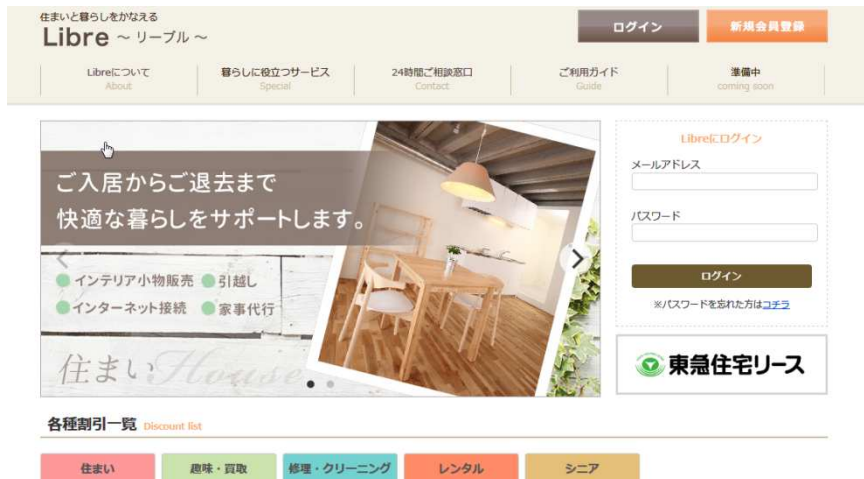 住まいと暮らしをかなえる
Libre ～ リーブル ～
ログイン
新規会員登録
Libreについて
About
暮らしに役立つサービス
Special
24時間ご相談窓口
Contact
ご利用ガイド
Guide
準備中
coming soon
ご入居からご退去まで
快適な暮らしをサポートします。
インテリア小物販売
引越し
インターネット接続
家事代行
住まい House
Libreにログイン
メールアドレス
パスワード
ログイン
※パスワードを忘れた方はコチラ
東急住宅リース
各種割引一覧 Discount list
住まい
趣味・買取
修理・クリーニング
レンタル
シニア